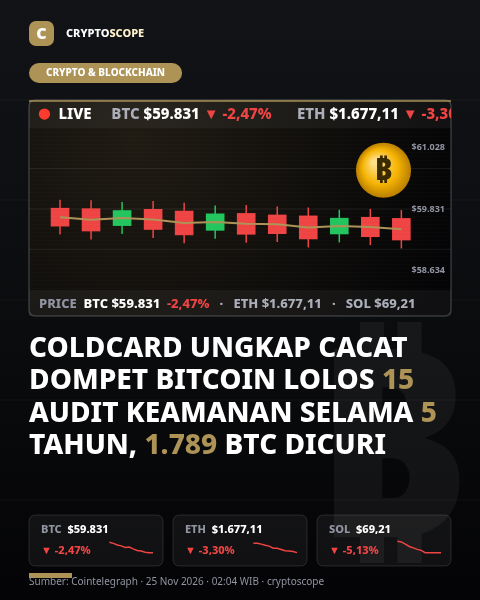 C CRYPTOSCOPE
CRYPTO & BLOCKCHAIN
LIVE BTC $59.831 ▼ -2,47% ETH $1.677,11 ▼ -3,30
$61.028
$59.831
$58.634
PRICE BTC $59.831 -2,47% · ETH $1.677,11 · SOL $69,21
COLDCARD UNGKAP CACAT
DOMPET BITCOIN LOLOS 15
AUDIT KEAMANAN SELAMA 5
TAHUN, 1.789 BTC DICURI
BTC $59.831
▼ -2,47%
ETH $1.677,11
▼ -3,30%
SOL $69,21
▼ -5,13%
Sumber: Cointelegraph · 25 Nov 2026 · 02:04 WIB · cryptoscope